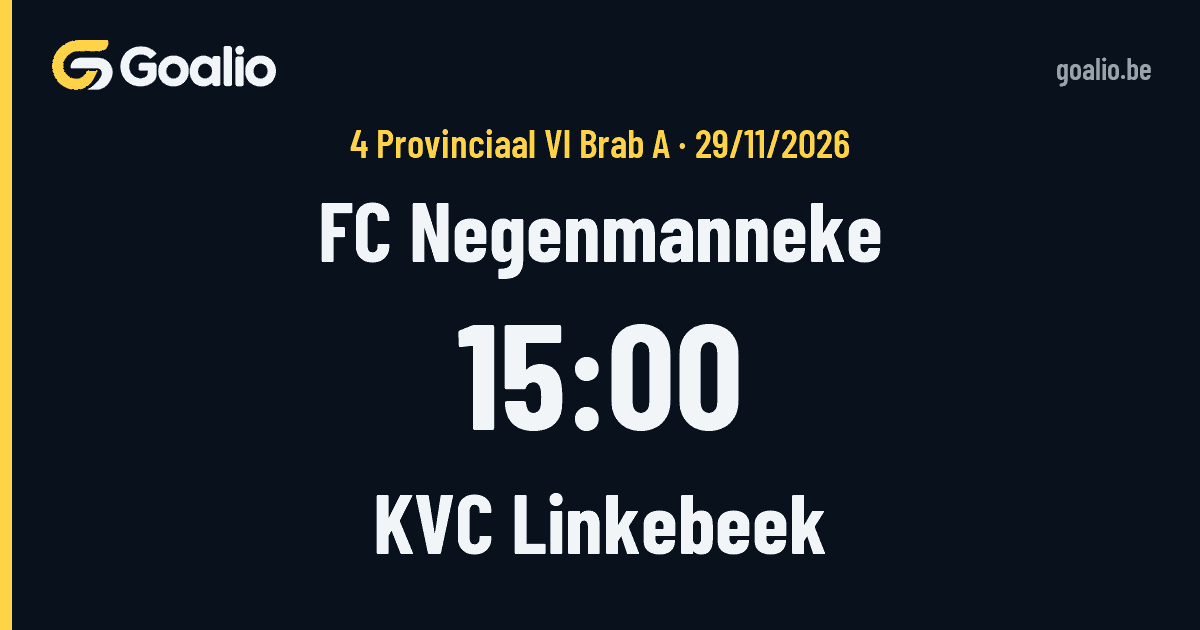 Goalio
goalio.be
4 Provinciaal Vl Brab A · 29/11/2026
FC Negenmanneke
15:00
KVC Linkebeek